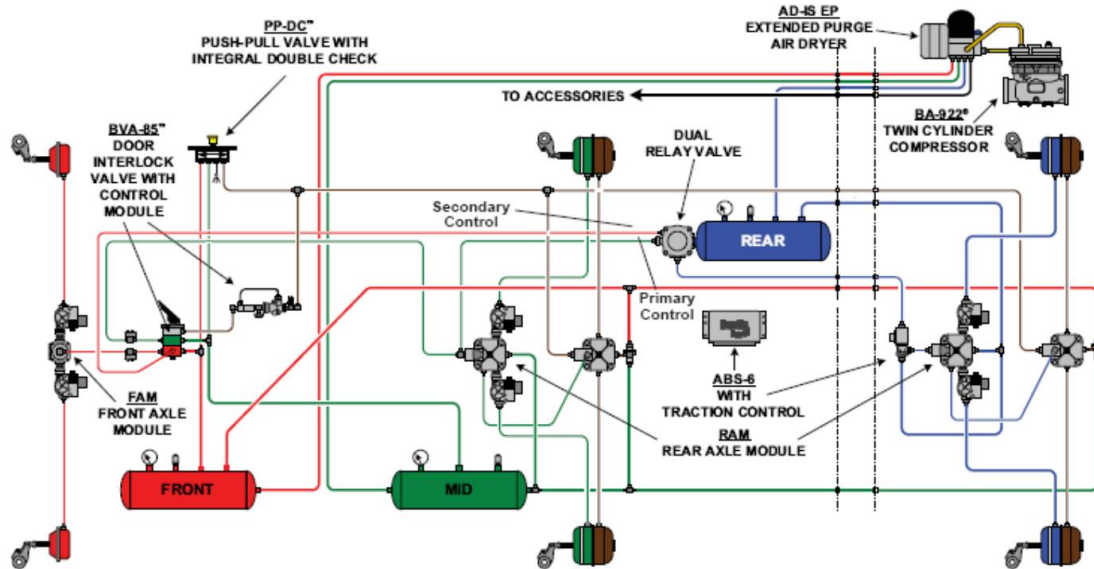 PP-DC™
PUSH-PULL VALVE WITH
INTEGRAL DOUBLE CHECK
AD-IS EP
EXTENDED PURGE
AIR DRYER
TO ACCESSORIES
BA-922®
TWIN CYLINDER
COMPRESSOR
BVA-85™
DOOR
INTERLOCK
VALVE WITH
CONTROL
MODULE
DUAL
RELAY VALVE
Secondary
Control
REAR
Primary
Control
ABS-6
WITH
TRACTION CONTROL
FAM
FRONT AXLE
MODULE
RAM
REAR AXLE MODULE
FRONT
MID